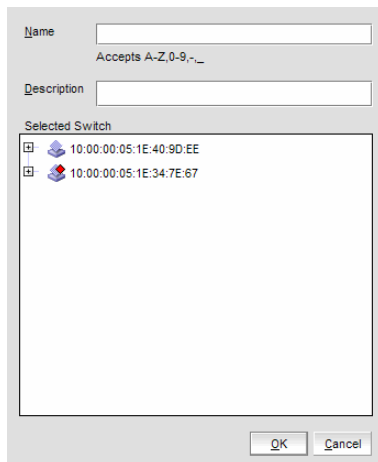 Name
Accepts A-Z,0-9,-,_
Description
Selected Switch
10:00:00:05:1E:40:9D:EE
10:00:00:05:1E:34:7E:67
OK Cancel